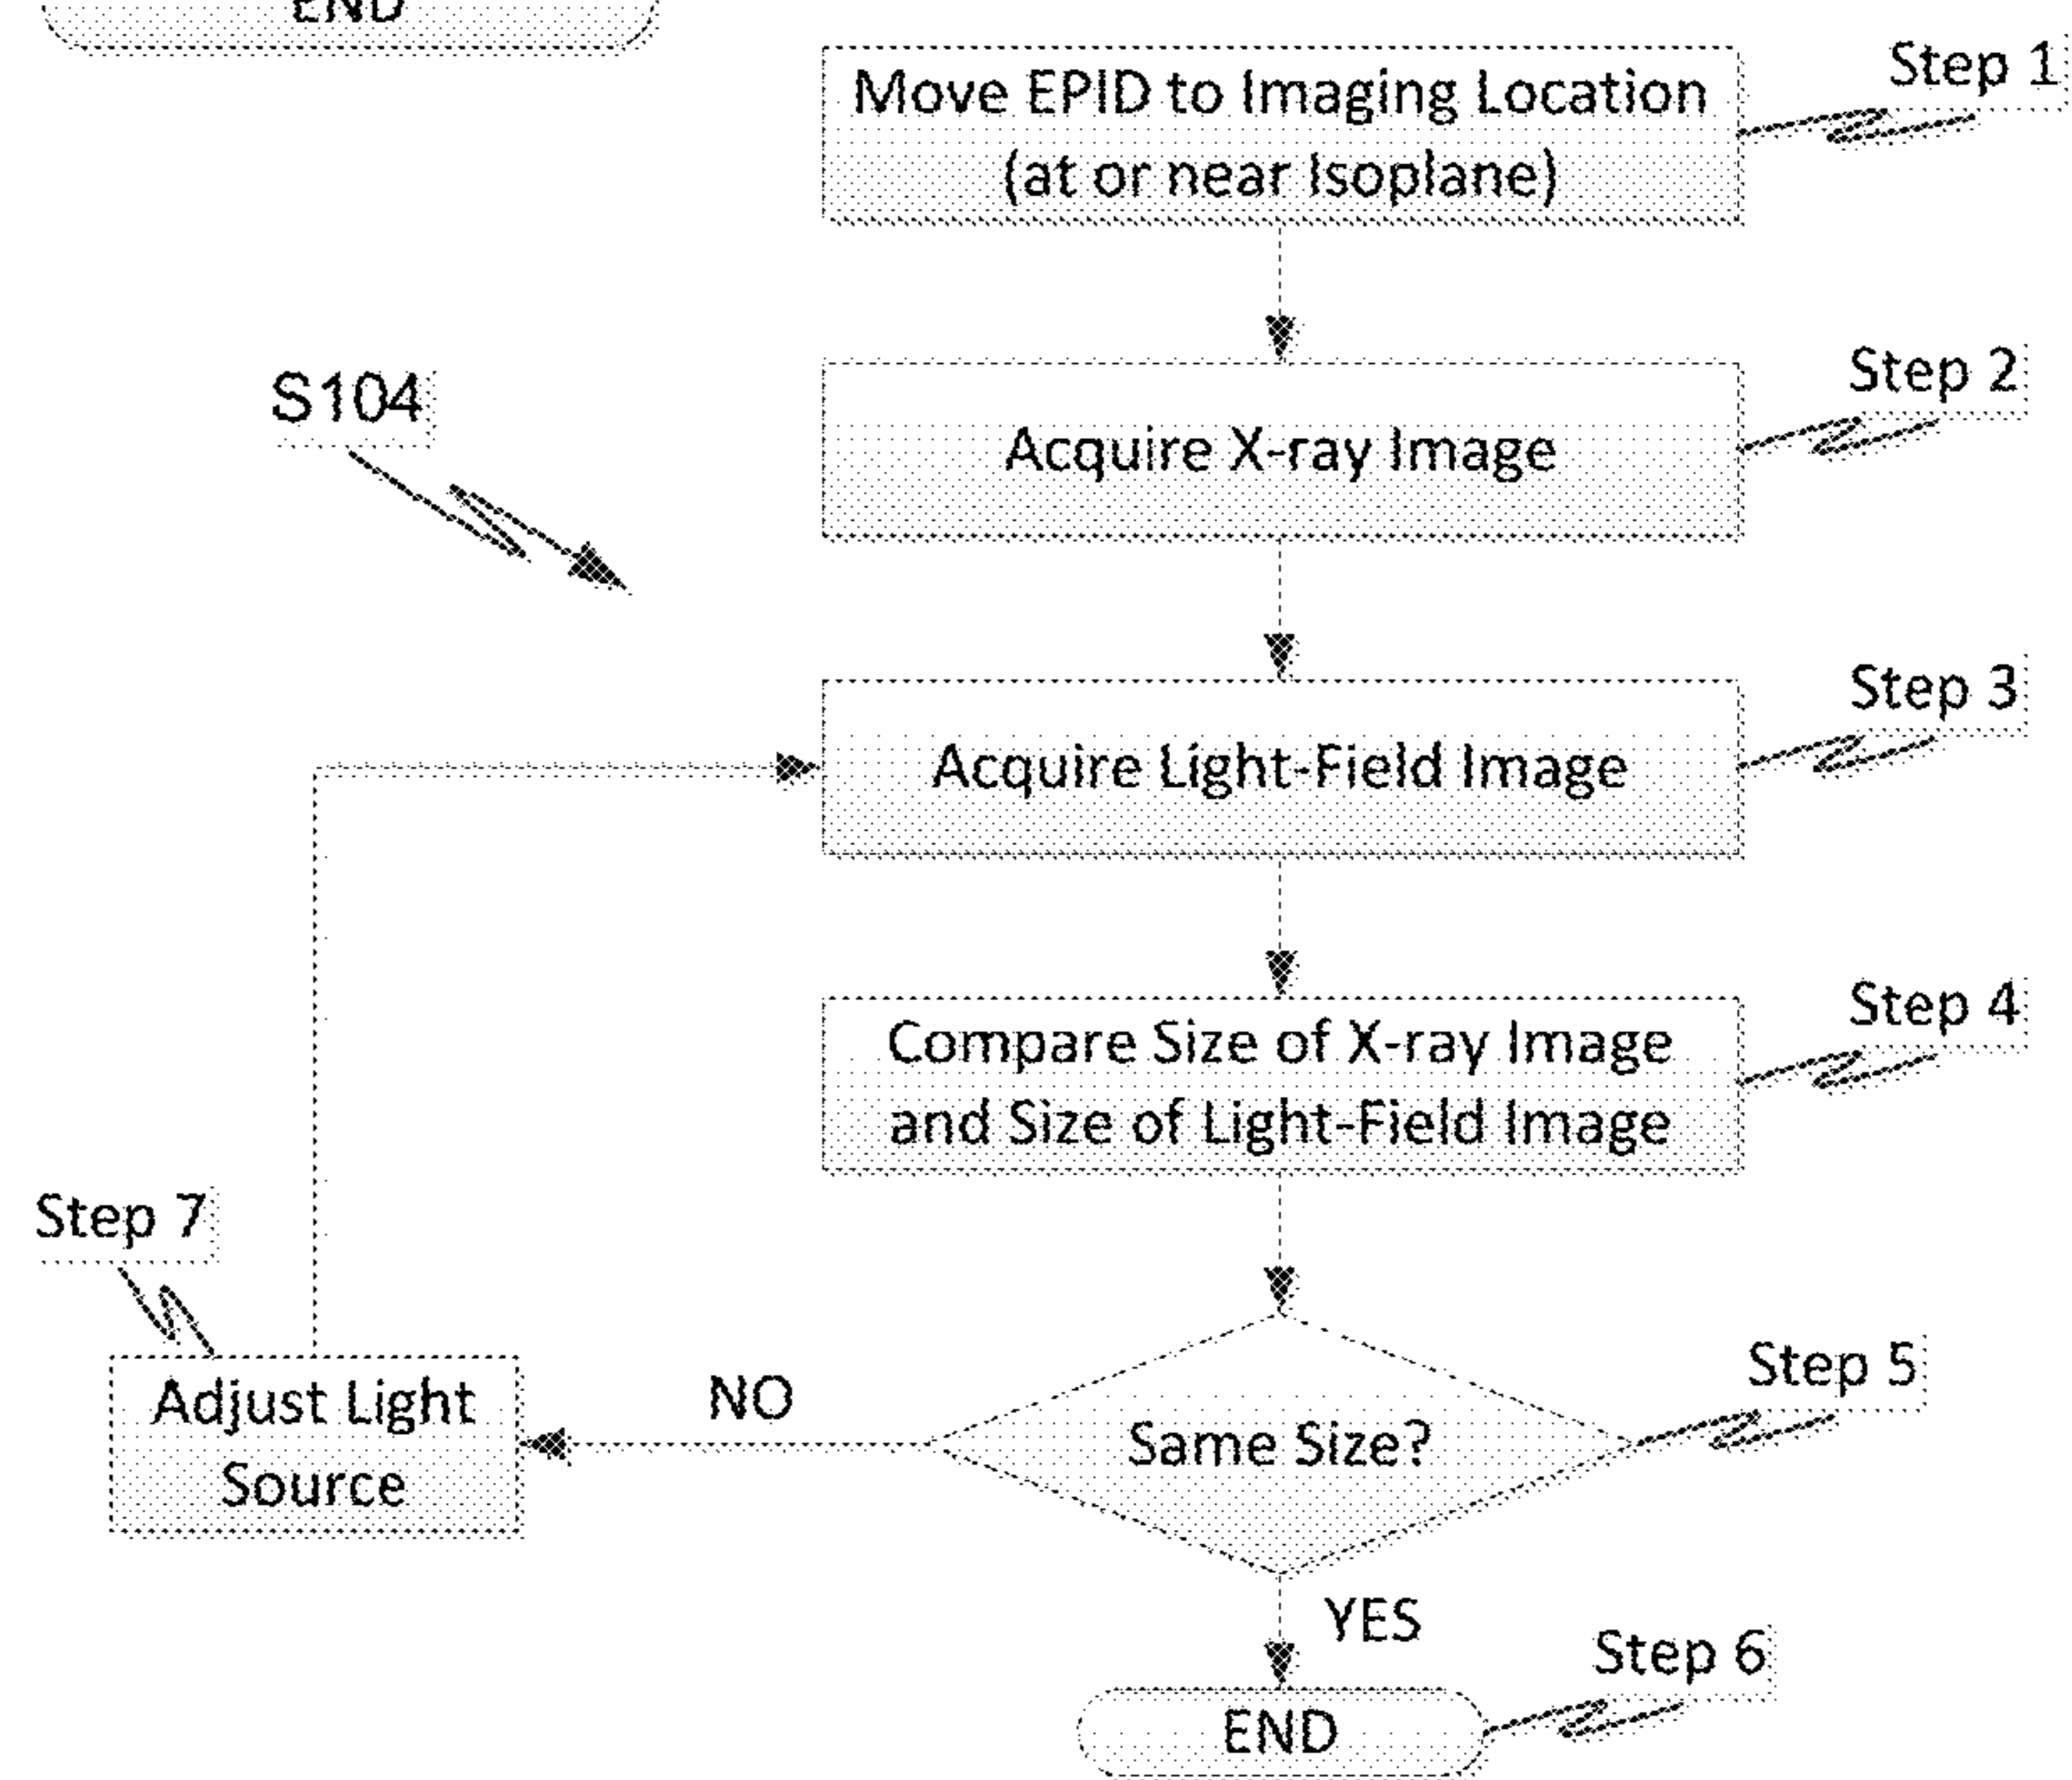 END
Move EPID to Imaging Location
(at or near Isoplane)
Step 1
Acquire X-ray Image
Step 2
S104
Acquire Light-Field Image
Step 3
Compare Size of X-ray Image
and Size of Light-Field Image
Step 4
Step 7
Adjust Light
Source
NO
Same Size?
Step 5
YES
END
Step 6